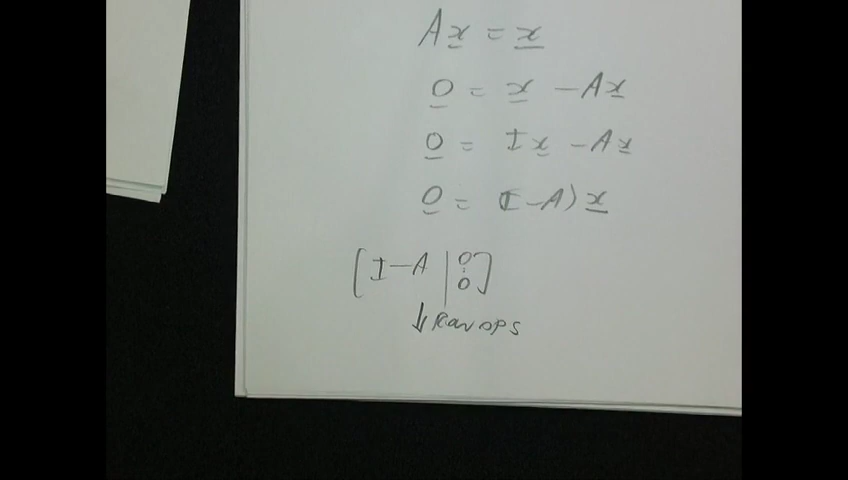 Ax = x
0 = x - Ax
0 = Ix - Ax
0 = (I-A)x
[I-A | 0 : 0]
↓ Row ops